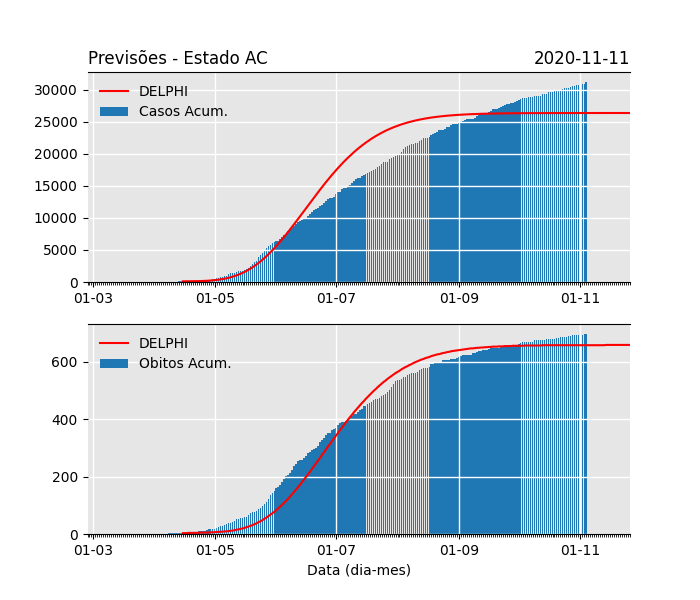 Previsões - Estado AC 2020-11-11
30000
25000
20000
15000
10000
5000
0
DELPHI
Casos Acum.
01-03 01-05 01-07 01-09 01-11
600
400
200
0
DELPHI
Obitos Acum.
01-03 01-05 01-07 01-09 01-11
Data (dia-mes)